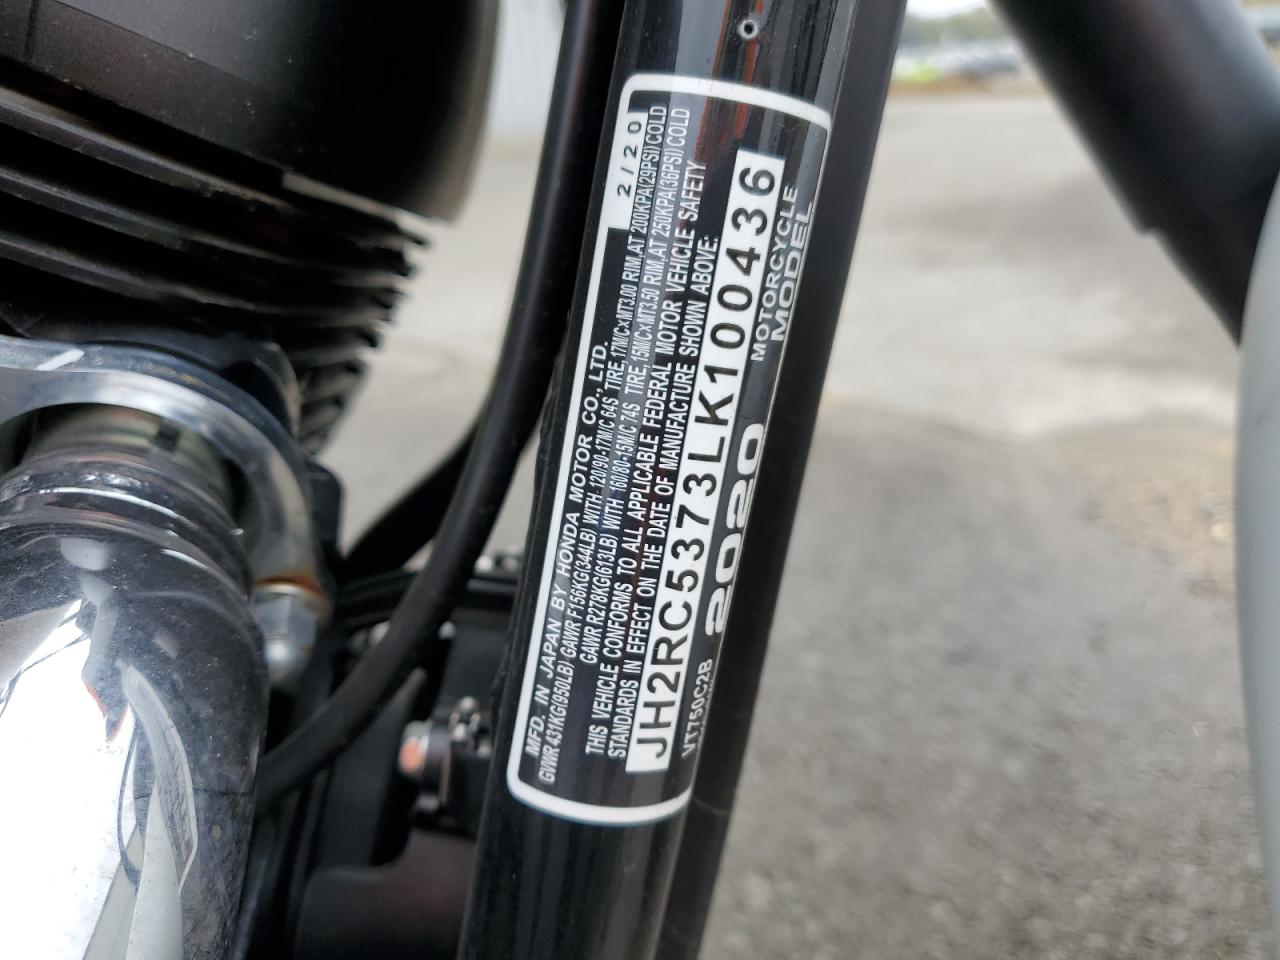 2/20
MFD. IN JAPAN BY HONDA MOTOR CO., LTD.
GVWR 431KG(950LB) GAWR F156KG(344LB) WITH 120/90-17M/C 64S TIRE,17M/CxMT3.00 RIM,AT 200KPA(29PSI)COLD
GAWR R278KG(613LB) WITH 160/80-15M/C 74S TIRE,15M/CxMT3.50 RIM,AT 250KPA(36PSI)COLD
THIS VEHICLE CONFORMS TO ALL APPLICABLE FEDERAL MOTOR VEHICLE SAFETY
STANDARDS IN EFFECT ON THE DATE OF MANUFACTURE SHOWN ABOVE:
JH2RC5373LK100436
VT750C2B 2020 MOTORCYCLE
MODEL